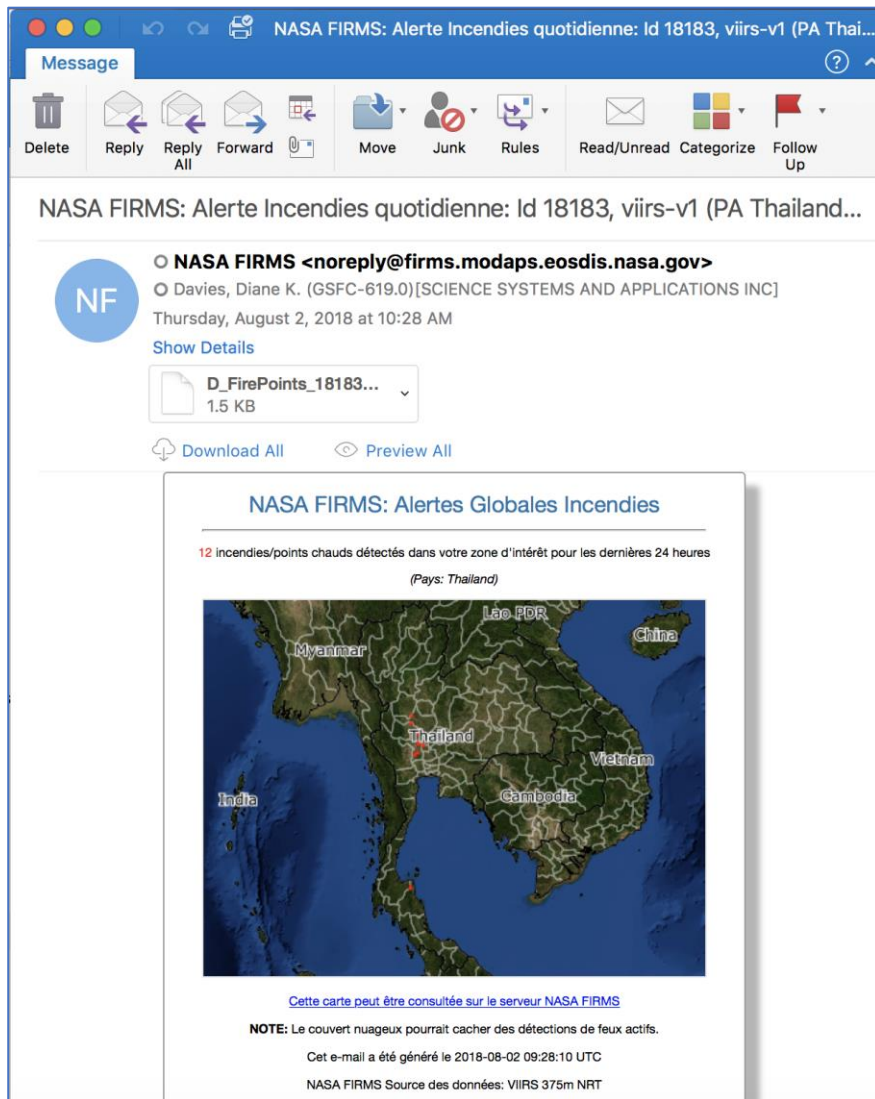 NASA FIRMS: Alerte Incendies quotidienne: Id 18183, viirs-v1 (PA Thai...
Message
Delete
Reply
Reply All
Forward
Move
Junk
Rules
Read/Unread
Categorize
Follow Up
NASA FIRMS: Alerte Incendies quotidienne: Id 18183, viirs-v1 (PA Thailand...
NF
NASA FIRMS <noreply@firms.modaps.eosdis.nasa.gov>
Davies, Diane K. (GSFC-619.0)[SCIENCE SYSTEMS AND APPLICATIONS INC]
Thursday, August 2, 2018 at 10:28 AM
Show Details
D_FirePoints_18183...
1.5 KB
Download All
Preview All
NASA FIRMS: Alertes Globales Incendies
12 incendies/points chauds détectés dans votre zone d'intérêt pour les dernières 24 heures
(Pays: Thailand)
Lao PDR
China
Myanmar
Thailand
Vietnam
India
Cambodia
Cette carte peut être consultée sur le serveur NASA FIRMS
NOTE: Le couvert nuageux pourrait cacher des détections de feux actifs.
Cet e-mail a été généré le 2018-08-02 09:28:10 UTC
NASA FIRMS Source des données: VIIRS 375m NRT